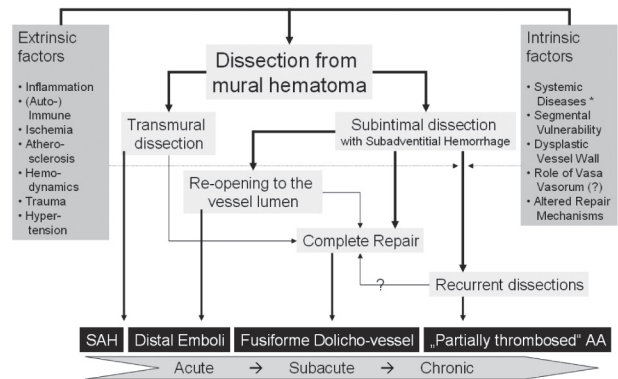 Extrinsic
factors
• Inflammation
• (Auto-)
Immune
• Ischemia
• Athero-
sclerosis
• Hemo-
dynamics
• Trauma
• Hyper-
tension
Dissection from
mural hematoma
Transmural
dissection
Subintimal dissection
with Subadventitial Hemorrhage
Re-opening to the
vessel lumen
Complete Repair
?
Recurrent dissections
Intrinsic
factors
• Systemic
Diseases *
• Segmental
Vulnerability
• Dysplastic
Vessel Wall
• Role of Vasa
Vasorum (?)
• Altered Repair
Mechanisms
SAH
Distal Emboli
Fusiforme Dolicho-vessel
„Partially thrombosed“ AA
Acute → Subacute → Chronic